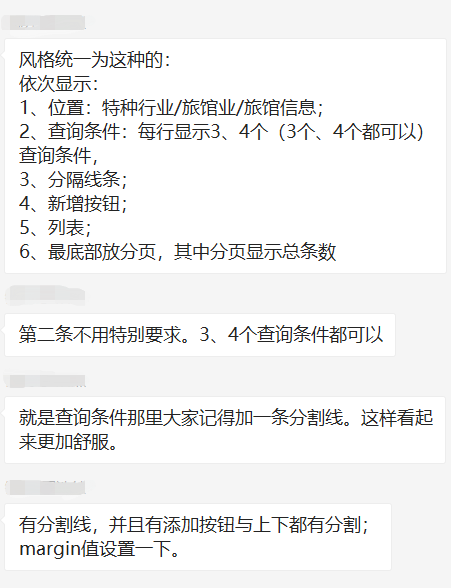 风格统一为这种的：
依次显示：
1、位置：特种行业/旅馆业/旅馆信息；
2、查询条件：每行显示3、4个（3个、4个都可以）
查询条件，
3、分隔线条；
4、新增按钮；
5、列表；
6、最底部放分页，其中分页显示总条数
第二条不用特别要求。3、4个查询条件都可以
就是查询条件那里大家记得加一条分割线。这样看起
来更加舒服。
有分割线，并且有添加按钮与上下都有分割；
margin值设置一下。